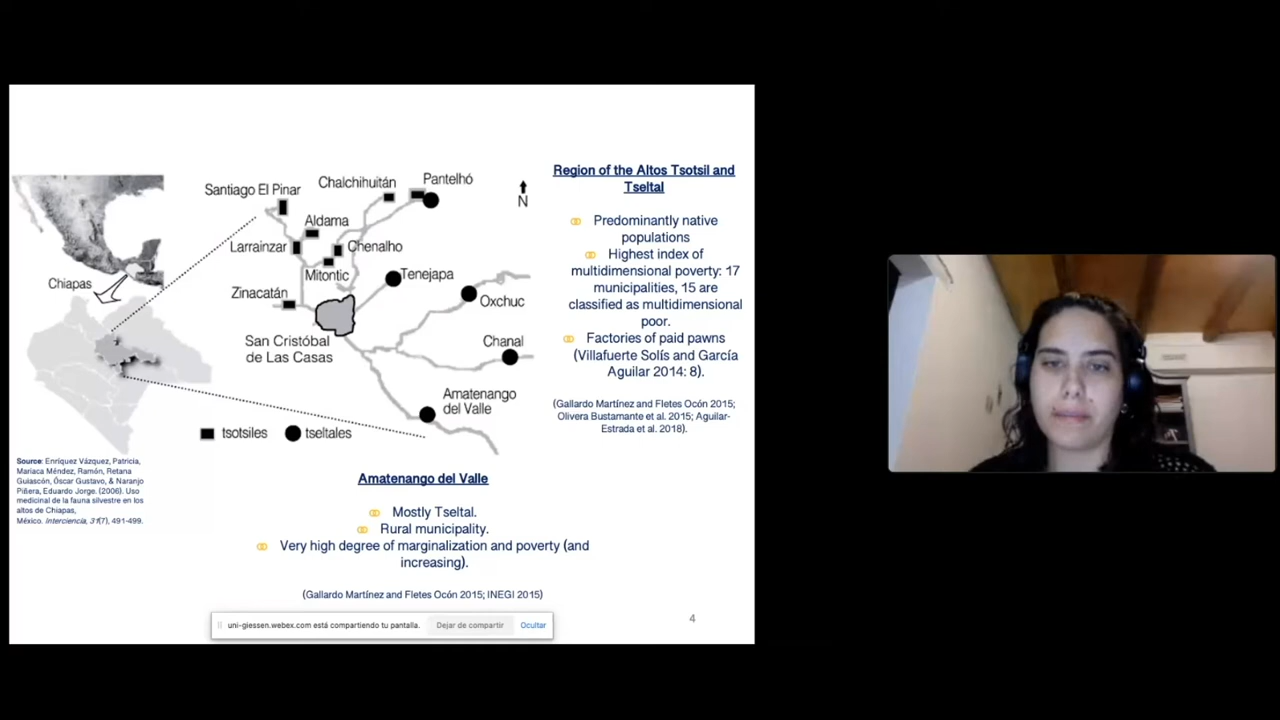 Chiapas
Santiago El Pinar
Chalchihuitán
Pantelhó
Aldama
Larrainzar
Chenalho
Mitontic
Tenejapa
Zinacatán
Oxchuc
San Cristóbal
de Las Casas
Chanal
Amatenango
del Valle
N
tsotsiles
tseltales
Source: Enríquez Vázquez, Patricia,
Mariaca Méndez, Ramón, Retana
Guiascón, Óscar Gustavo, & Naranjo
Piñera, Eduardo Jorge. (2006). Uso
medicinal de la fauna silvestre en los
altos de Chiapas,
México. Interciencia, 31(7), 491-499.
Region of the Altos Tsotsil and
Tseltal
Predominantly native
populations
Highest index of
multidimensional poverty: 17
municipalities, 15 are
classified as multidimensional
poor.
Factories of paid pawns
(Villafuerte Solís and García
Aguilar 2014: 8).
(Gallardo Martínez and Fletes Ocón 2015;
Olivera Bustamante et al. 2015; Aguilar-
Estrada et al. 2018).
Amatenango del Valle
Mostly Tseltal.
Rural municipality.
Very high degree of marginalization and poverty (and
increasing).
(Gallardo Martínez and Fletes Ocón 2015; INEGI 2015)
uni-giessen.webex.com está compartiendo tu pantalla. Dejar de compartir Ocultar
4